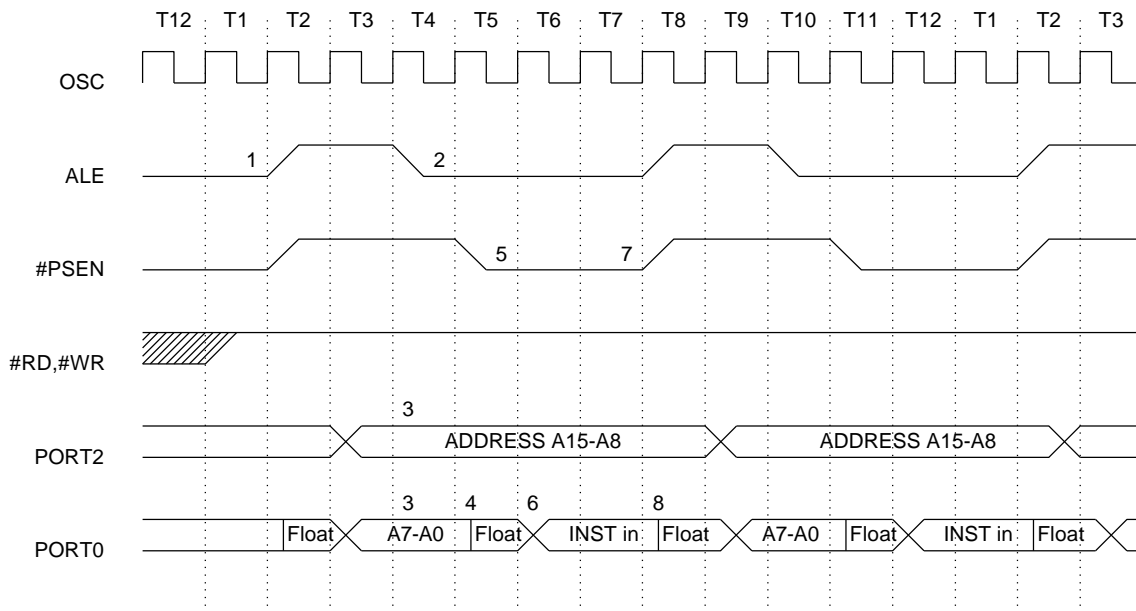 T12 T1 T2 T3 T4 T5 T6 T7 T8 T9 T10 T11 T12 T1 T2 T3
OSC
1 2
ALE
5 7
#PSEN
#RD,#WR
3
ADDRESS A15-A8 ADDRESS A15-A8
PORT2
3 4 6 8
Float A7-A0 Float INST in Float A7-A0 Float INST in Float
PORT0